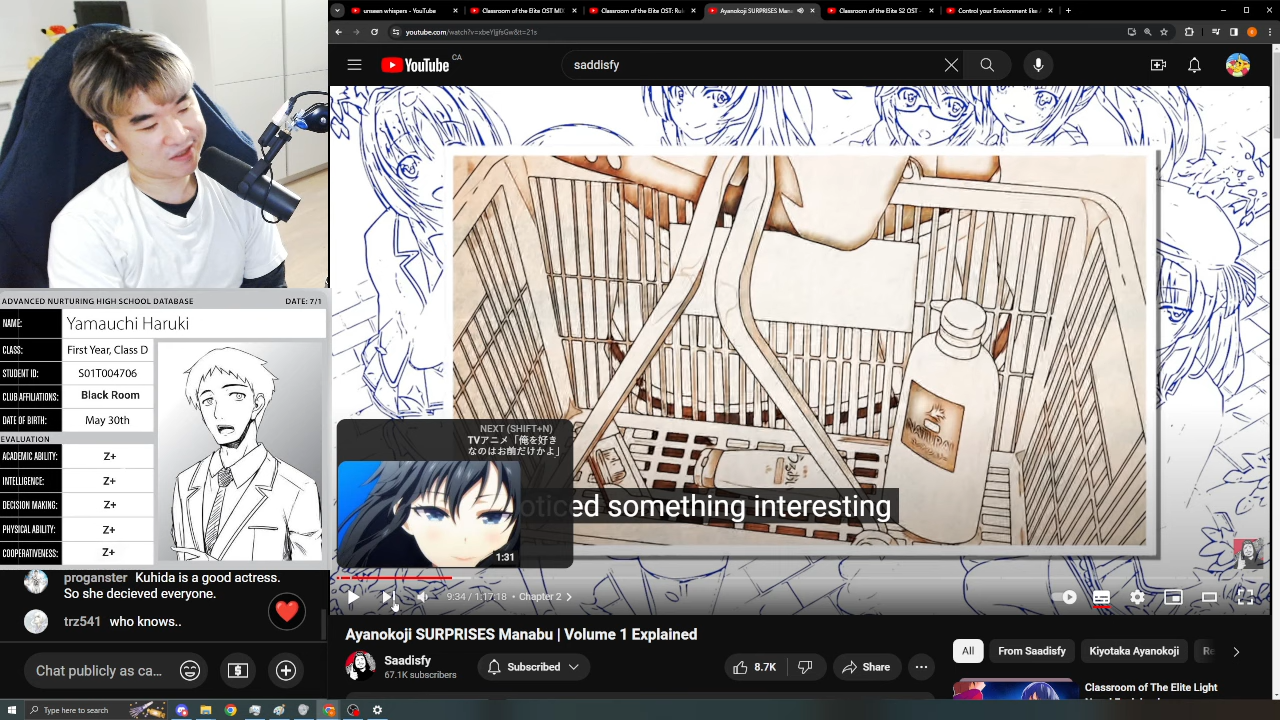 unseen whispers - YouTube
Classroom of the Elite OST MIX
Classroom of the Elite OST: Rul
Ayanokoji SURPRISES Man
Classroom of the Elite S2 OST -
Control your Environment like
youtube.com/watch?v=xbeYJjfsGw8&t=21s
YouTube CA
saddisfy
NEXT (SHIFT+N)
TVアニメ「俺を好き
なのはお前だけかよ」
1:31
oticed something interesting
9:34 / 1:17:18 • Chapter 2
Ayanokoji SURPRISES Manabu | Volume 1 Explained
Saadisfy
67.1K subscribers
Subscribed
8.7K
Share
All
From Saadisfy
Kiyotaka Ayanokoji
Re
Classroom of The Elite Light
ADVANCED NURTURING HIGH SCHOOL DATABASE DATE: 7/1
NAME: Yamauchi Haruki
CLASS: First Year, Class D
STUDENT ID: S01T004706
CLUB AFFILIATIONS: Black Room
DATE OF BIRTH: May 30th
EVALUATION
ACADEMIC ABILITY: Z+
INTELLIGENCE: Z+
DECISION MAKING: Z+
PHYSICAL ABILITY: Z+
COOPERATIVENESS: Z+
proganster Kuhida is a good actress.
So she decieved everyone.
trz541 who knows..
Chat publicly as ca...
Type here to search